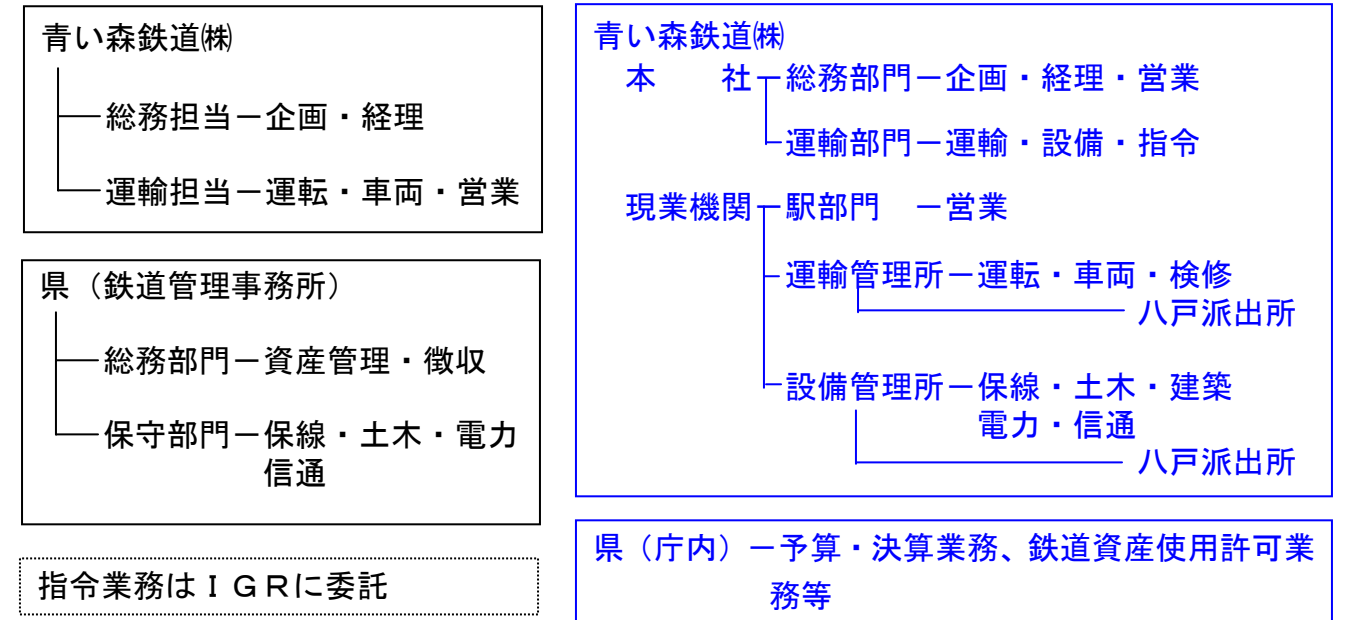 青い森鉄道㈱
総務担当－企画・経理
運輸担当－運転・車両・営業
県（鉄道管理事務所）
総務部門－資産管理・徴収
保守部門－保線・土木・電力
信通
指令業務はＩＧＲに委託
青い森鉄道㈱
本　　社 総務部門－企画・経理・営業
運輸部門－運輸・設備・指令
現業機関 駅部門　－営業
運輸管理所－運転・車両・検修
八戸派出所
設備管理所－保線・土木・建築
電力・信通
八戸派出所
県（庁内）－予算・決算業務、鉄道資産使用許可業
務等